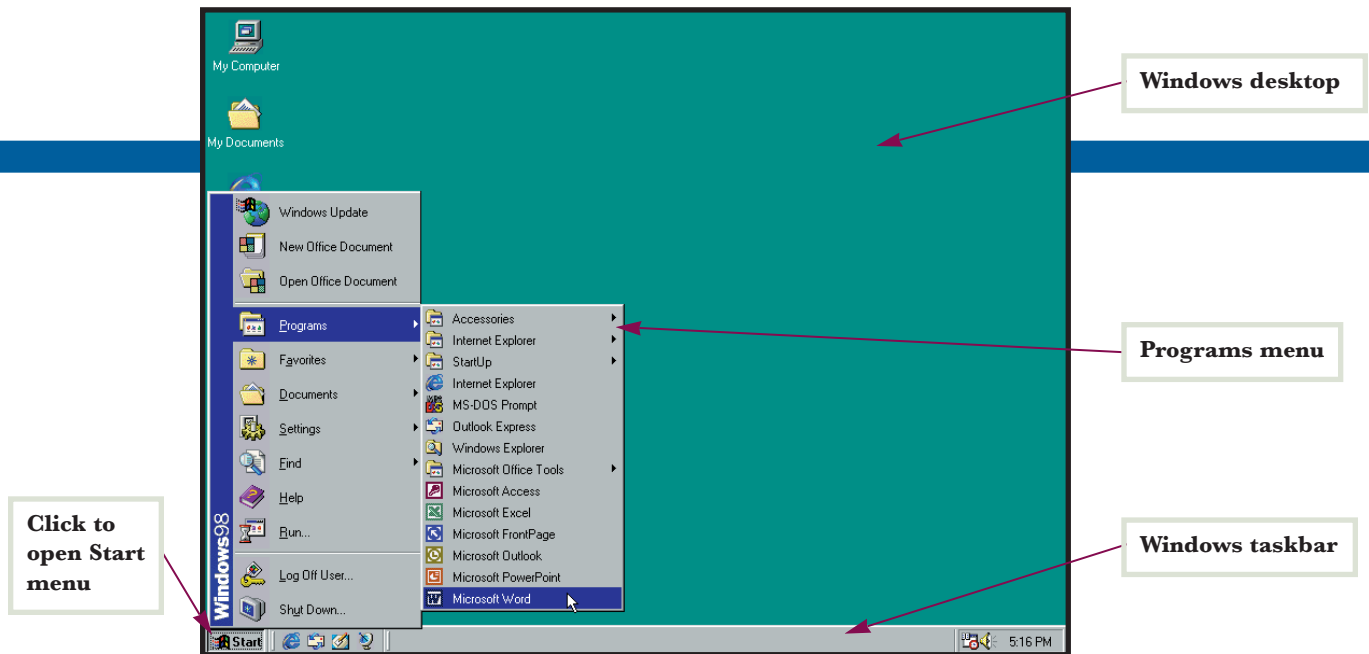 My Computer
My Documents
Windows Update
New Office Document
Open Office Document
Programs
Favorites
Documents
Settings
Find
Help
Run...
Log Off User...
Shut Down...
Windows98
Accessories
Internet Explorer
StartUp
Internet Explorer
MS-DOS Prompt
Outlook Express
Windows Explorer
Microsoft Office Tools
Microsoft Access
Microsoft Excel
Microsoft FrontPage
Microsoft Outlook
Microsoft PowerPoint
Microsoft Word
Start
5:16 PM
Windows desktop
Programs menu
Windows taskbar
Click to
open Start
menu